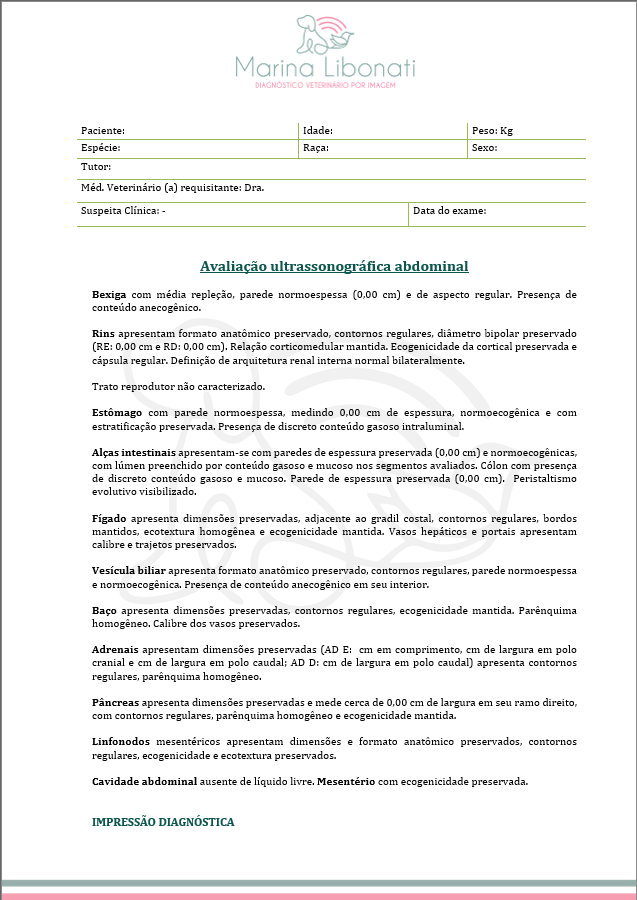 Marina Libonati
DIAGNÓSTICO VETERINÁRIO POR IMAGEM
Paciente: Idade: Peso: Kg
Espécie: Raça: Sexo:
Tutor:
Méd. Veterinário (a) requisitante: Dra.
Suspeita Clínica: - Data do exame:
Avaliação ultrassonográfica abdominal
Bexiga com média repleção, parede normoespessa (0,00 cm) e de aspecto regular. Presença de
conteúdo anecogênico.
Rins apresentam formato anatômico preservado, contornos regulares, diâmetro bipolar preservado
(RE: 0,00 cm e RD: 0,00 cm). Relação corticomedular mantida. Ecogenicidade da cortical preservada e
cápsula regular. Definição de arquitetura renal interna normal bilateralmente.
Trato reprodutor não caracterizado.
Estômago com parede normoespessa, medindo 0,00 cm de espessura, normoecogênica e com
estratificação preservada. Presença de discreto conteúdo gasoso intraluminal.
Alças intestinais apresentam-se com paredes de espessura preservada (0,00 cm) e normoecogênicas,
com lúmen preenchido por conteúdo gasoso e mucoso nos segmentos avaliados. Cólon com presença
de discreto conteúdo gasoso e mucoso. Parede de espessura preservada (0,00 cm). Peristaltismo
evolutivo visibilizado.
Fígado apresenta dimensões preservadas, adjacente ao gradil costal, contornos regulares, bordos
mantidos, ecotextura homogênea e ecogenicidade mantida. Vasos hepáticos e portais apresentam
calibre e trajetos preservados.
Vesícula biliar apresenta formato anatômico preservado, contornos regulares, parede normoespessa
e normoecogênica. Presença de conteúdo anecogênico em seu interior.
Baço apresenta dimensões preservadas, contornos regulares, ecogenicidade mantida. Parênquima
homogêneo. Calibre dos vasos preservados.
Adrenais apresentam dimensões preservadas (AD E: cm em comprimento, cm de largura em polo
cranial e cm de largura em polo caudal; AD D: cm de largura em polo caudal) apresenta contornos
regulares, parênquima homogêneo.
Pâncreas apresenta dimensões preservadas e mede cerca de 0,00 cm de largura em seu ramo direito,
com contornos regulares, parênquima homogêneo e ecogenicidade mantida.
Linfonodos mesentéricos apresentam dimensões e formato anatômico preservados, contornos
regulares, ecogenicidade e ecotextura preservados.
Cavidade abdominal ausente de líquido livre. Mesentério com ecogenicidade preservada.
IMPRESSÃO DIAGNÓSTICA